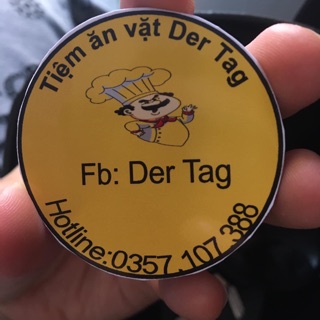 Tiệm ăn vặt Der Tag
Fb: Der Tag
Hotline:0357.107.388